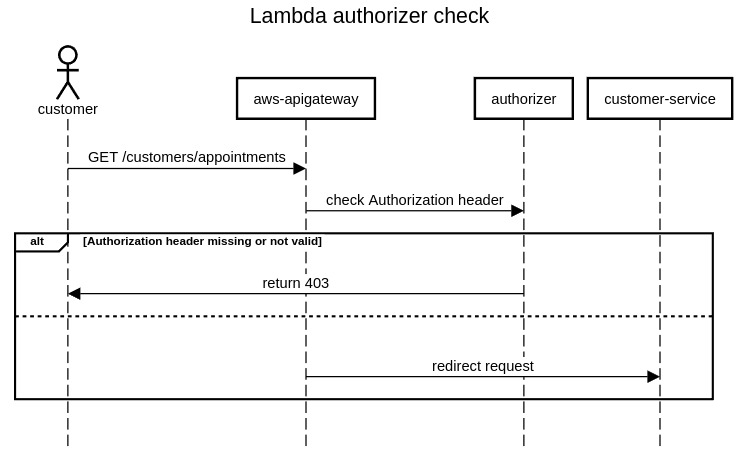 Lambda authorizer check
customer
aws-apigateway
authorizer
customer-service
GET /customers/appointments
check Authorization header
alt
[Authorization header missing or not valid]
return 403
redirect request